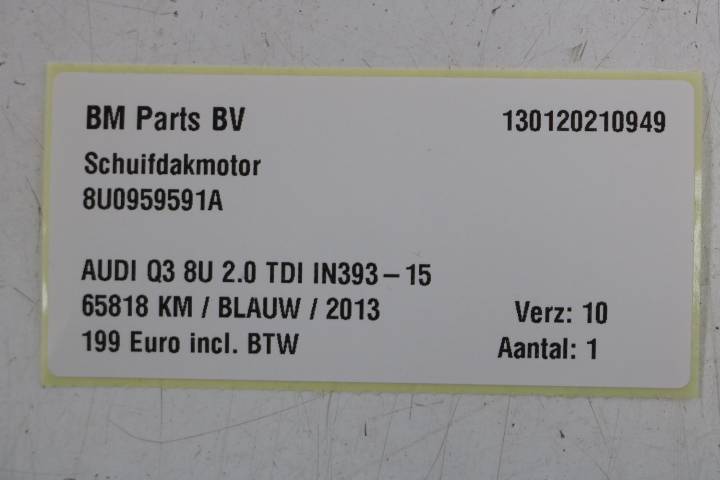 BM Parts BV 130120210949
Schuifdakmotor
8U0959591A
AUDI Q3 8U 2.0 TDI IN393-15
65818 KM / BLAUW / 2013 Verz: 10
199 Euro incl. BTW Aantal: 1